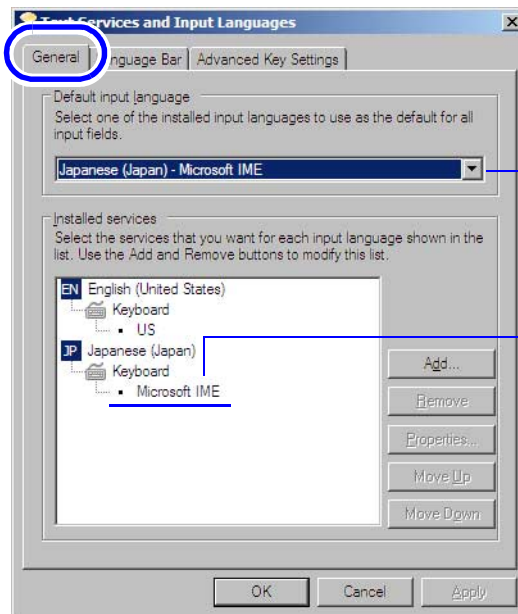 Text Services and Input Languages
General
Language Bar
Advanced Key Settings
Default input language
Select one of the installed input languages to use as the default for all
input fields.
Japanese (Japan) - Microsoft IME
Installed services
Select the services that you want for each input language shown in the
list. Use the Add and Remove buttons to modify this list.
EN English (United States)
Keyboard
US
JP Japanese (Japan)
Keyboard
Microsoft IME
Add...
Remove
Properties...
Move Up
Move Down
OK
Cancel
Apply